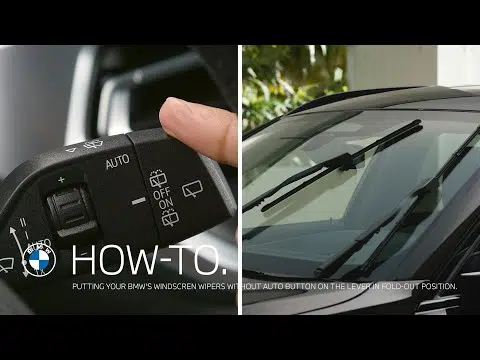 AUTO
OFF
ON
+
HOW-TO.
PUTTING YOUR BMW'S WINDSCREN WIPERS WITHOUT AUTO BUTTON ON THE LEVER IN FOLD-OUT POSITION.